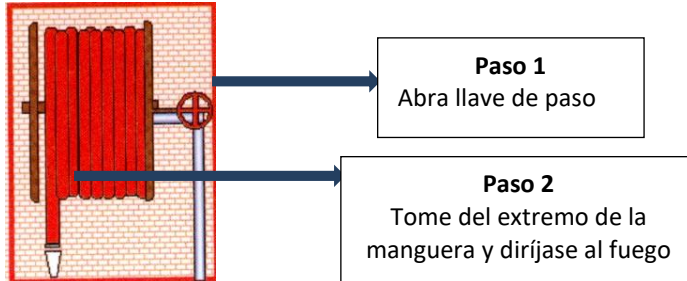 Paso 1
Abra llave de paso
Paso 2
Tome del extremo de la
manguera y diríjase al fuego